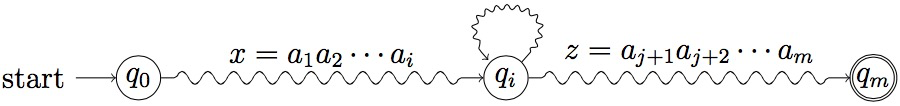 x = a₁a₂ ⋯ aᵢ z = aⱼ₊₁aⱼ₊₂ ⋯ aₘ
start q₀ qᵢ qₘ